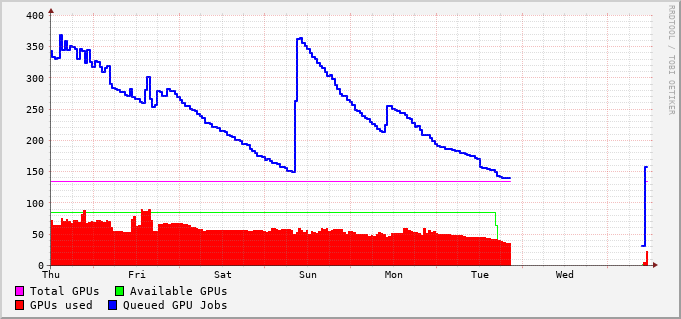 400
350
300
250
200
150
100
50
0
Thu Fri Sat Sun Mon Tue Wed
Total GPUs Available GPUs
GPUs used Queued GPU Jobs
RRDTOOL / TOBI OETIKER